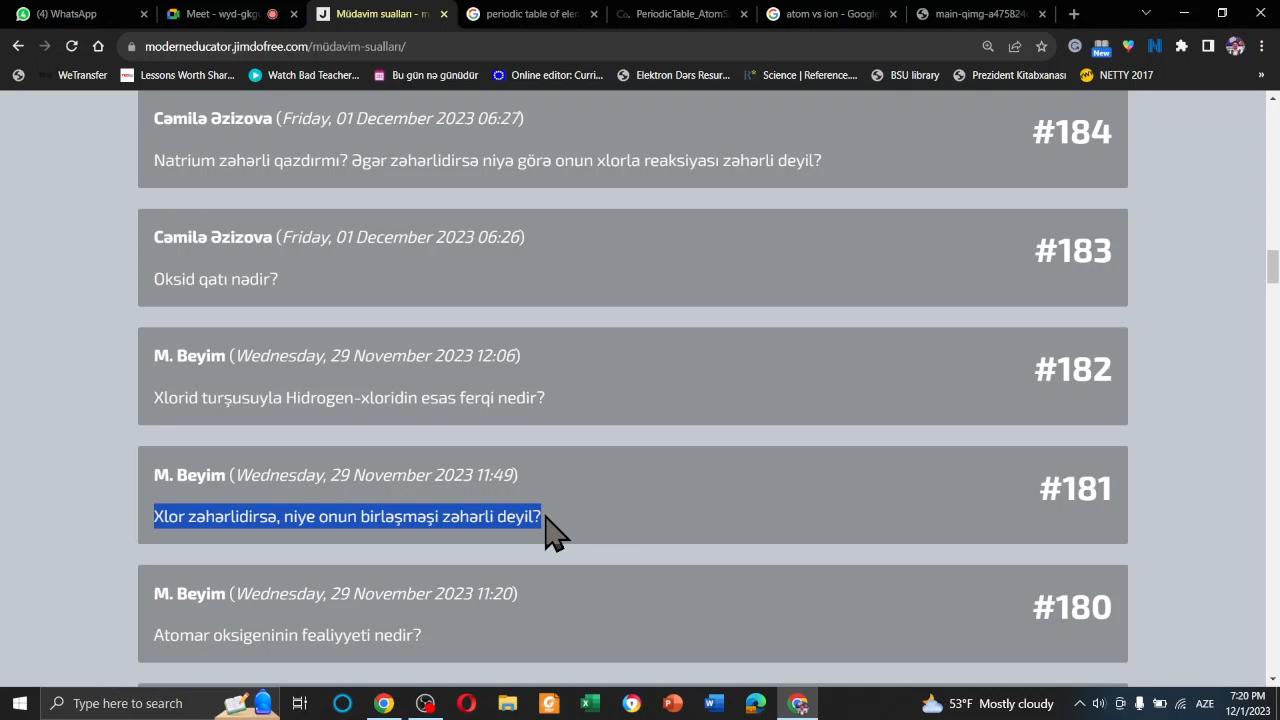 WhatsApp
Meet - wyd-gkg
Müdavim sualları - m
periodic table of elen
PeriodicTable_AtomS
atom vs ion - Google
main-qimg-a475824
moderneducator.jimdofree.com/müdavim-sualları/
New
WeTransfer
Lessons Worth Shar...
Watch Bad Teacher...
Bu gün nə günüdür
Online editor: Curri...
Elektron Dərs Resur...
Science | Reference....
BSU library
Prezident Kitabxanası
NETTY 2017
»
Cəmilə Əzizova (Friday, 01 December 2023 06:27)
#184
Natrium zəhərli qazdırmı? Əgər zəhərlidirsə niyə görə onun xlorla reaksiyası zəhərli deyil?
Cəmilə Əzizova (Friday, 01 December 2023 06:26)
#183
Oksid qatı nədir?
M. Beyim (Wednesday, 29 November 2023 12:06)
#182
Xlorid turşusuyla Hidrogen-xloridin esas ferqi nedir?
M. Beyim (Wednesday, 29 November 2023 11:49)
#181
Xlor zəhərlidirsə, niye onun birləşməşi zəhərli deyil?
M. Beyim (Wednesday, 29 November 2023 11:20)
#180
Atomar oksigeninin fealiyyeti nedir?
Type here to search
53°F Mostly cloudy
AZE
7:20 PM
12/1/2023